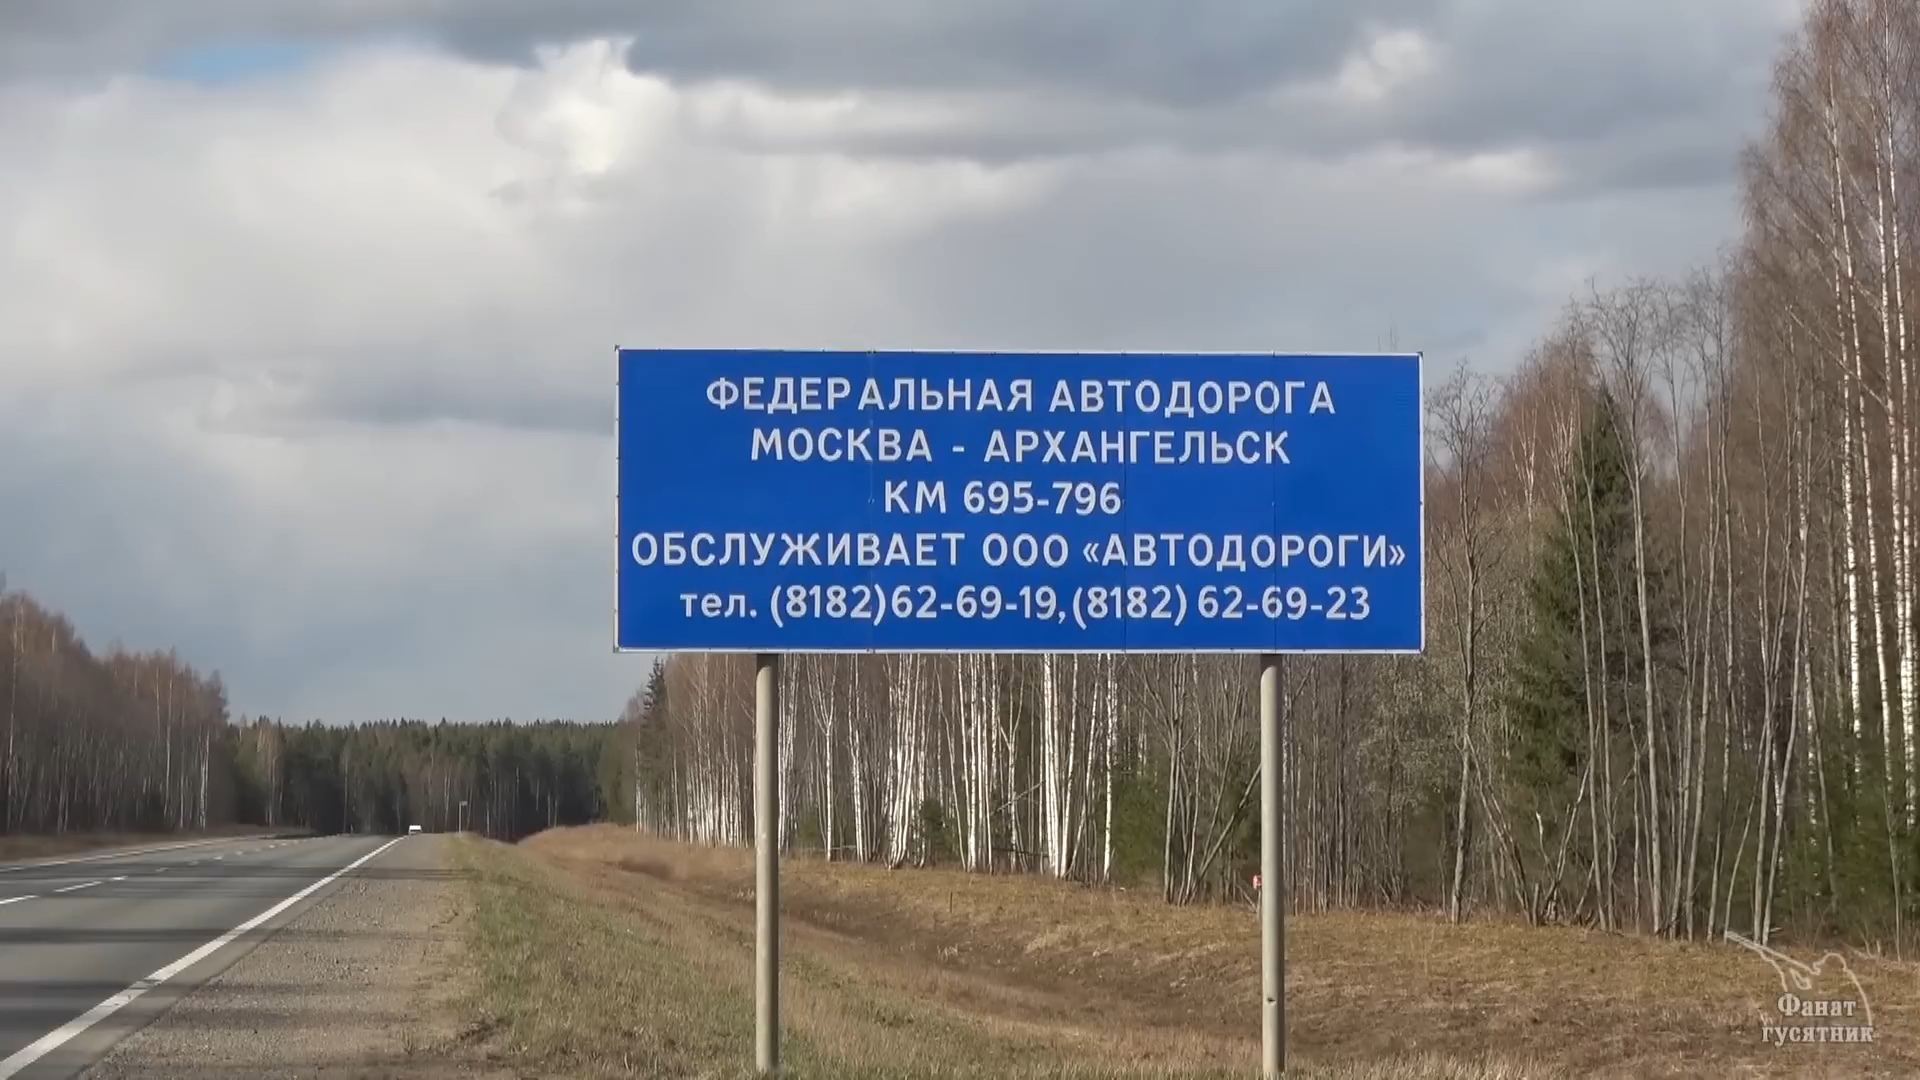 ФЕДЕРАЛЬНАЯ АВТОДОРОГА
МОСКВА - АРХАНГЕЛЬСК
КМ 695-796
ОБСЛУЖИВАЕТ ООО «АВТОДОРОГИ»
тел. (8182)62-69-19,(8182) 62-69-23
Фанат
гусятник